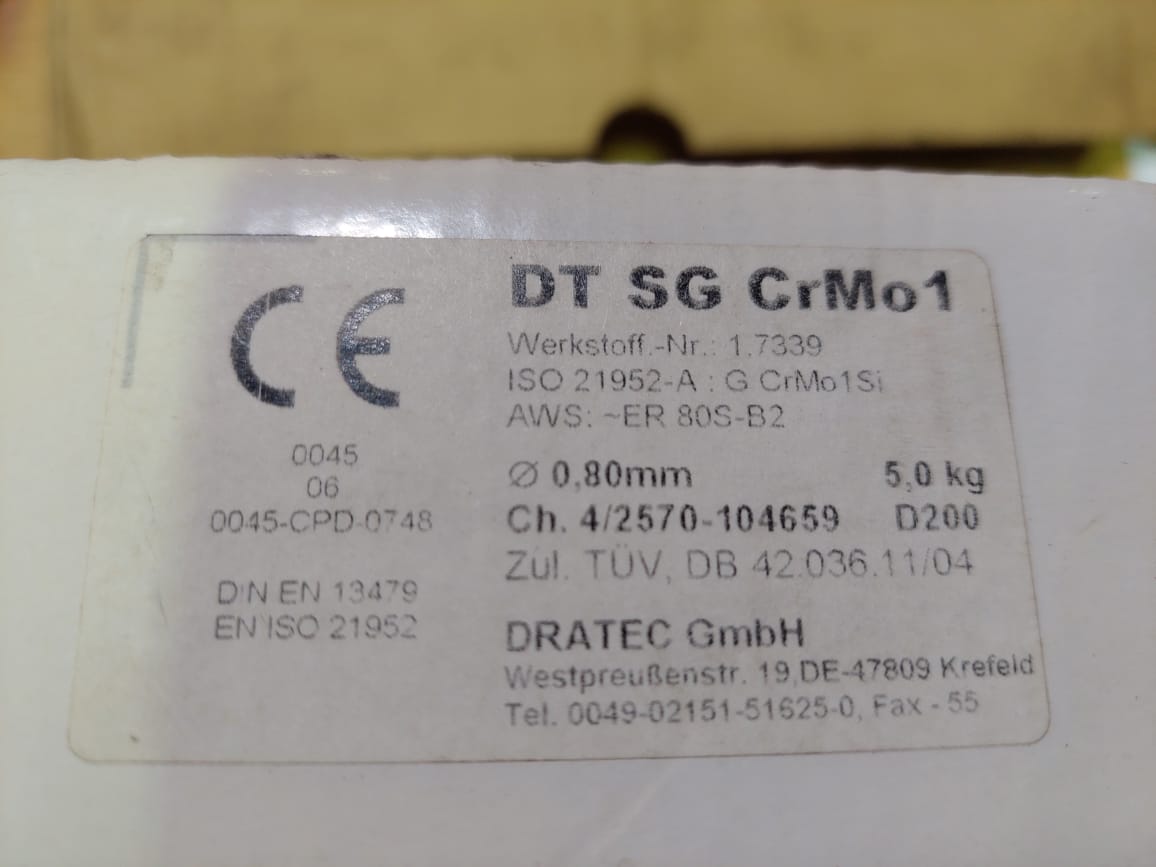 CE
0045
06
0045-CPD-0748
DIN EN 13479
EN ISO 21952
DT SG CrMo1
Werkstoff.-Nr.: 1.7339
ISO 21952-A : G CrMo1Si
AWS: ~ER 80S-B2
Ø 0,80mm 5,0 kg
Ch. 4/2570-104659 D200
Zul. TÜV, DB 42.036.11/04
DRATEC GmbH
Westpreußenstr. 19,DE-47809 Krefeld
Tel. 0049-02151-51625-0, Fax - 55